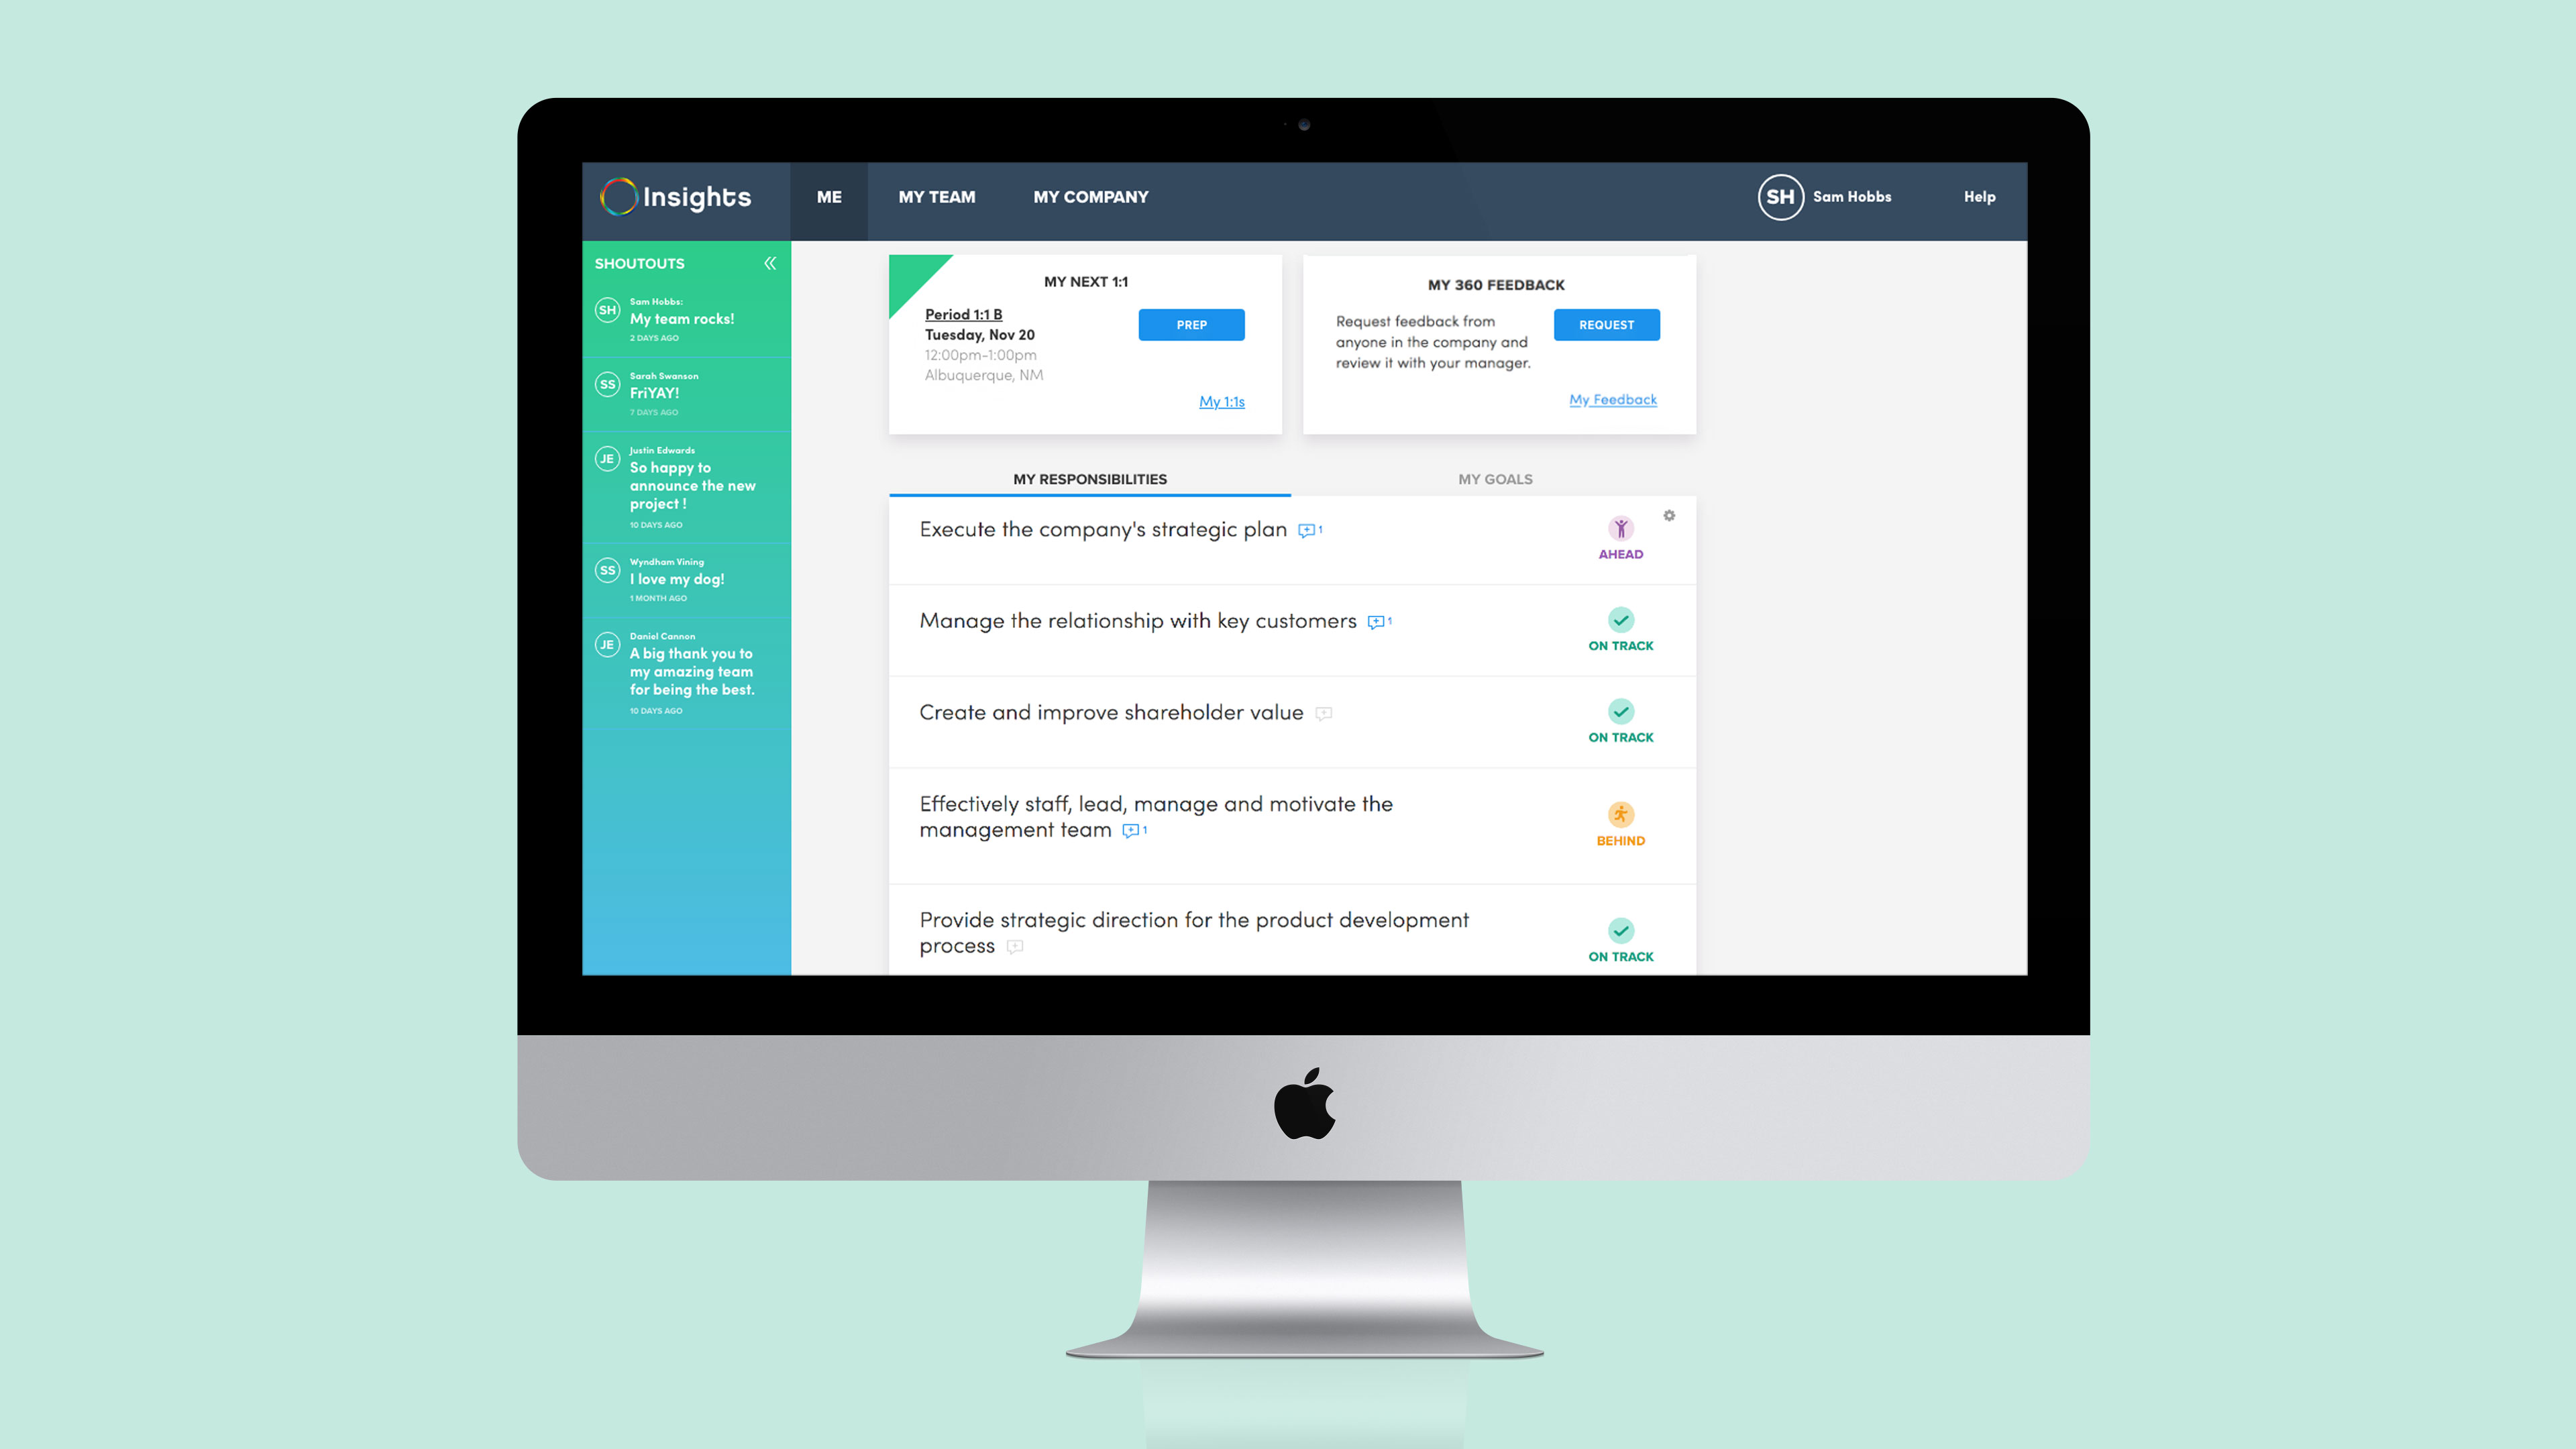 Insights
ME
MY TEAM
MY COMPANY
SH
Sam Hobbs
Help
SHOUTOUTS
SH
Sam Hobbs:
My team rocks!
2 DAYS AGO
SS
Sarah Swanson
FriYAY!
7 DAYS AGO
JE
Justin Edwards
So happy to
announce the new
project !
10 DAYS AGO
SS
Wyndham Vining
I love my dog!
1 MONTH AGO
JE
Daniel Cannon
A big thank you to
my amazing team
for being the best.
10 DAYS AGO
MY NEXT 1:1
Period 1:1 B
Tuesday, Nov 20
12:00pm-1:00pm
Albuquerque, NM
PREP
My 1:1s
MY 360 FEEDBACK
Request feedback from
anyone in the company and
review it with your manager.
REQUEST
My Feedback
MY RESPONSIBILITIES
MY GOALS
Execute the company's strategic plan 1
AHEAD
Manage the relationship with key customers 1
ON TRACK
Create and improve shareholder value
ON TRACK
Effectively staff, lead, manage and motivate the
management team 1
BEHIND
Provide strategic direction for the product development
process
ON TRACK